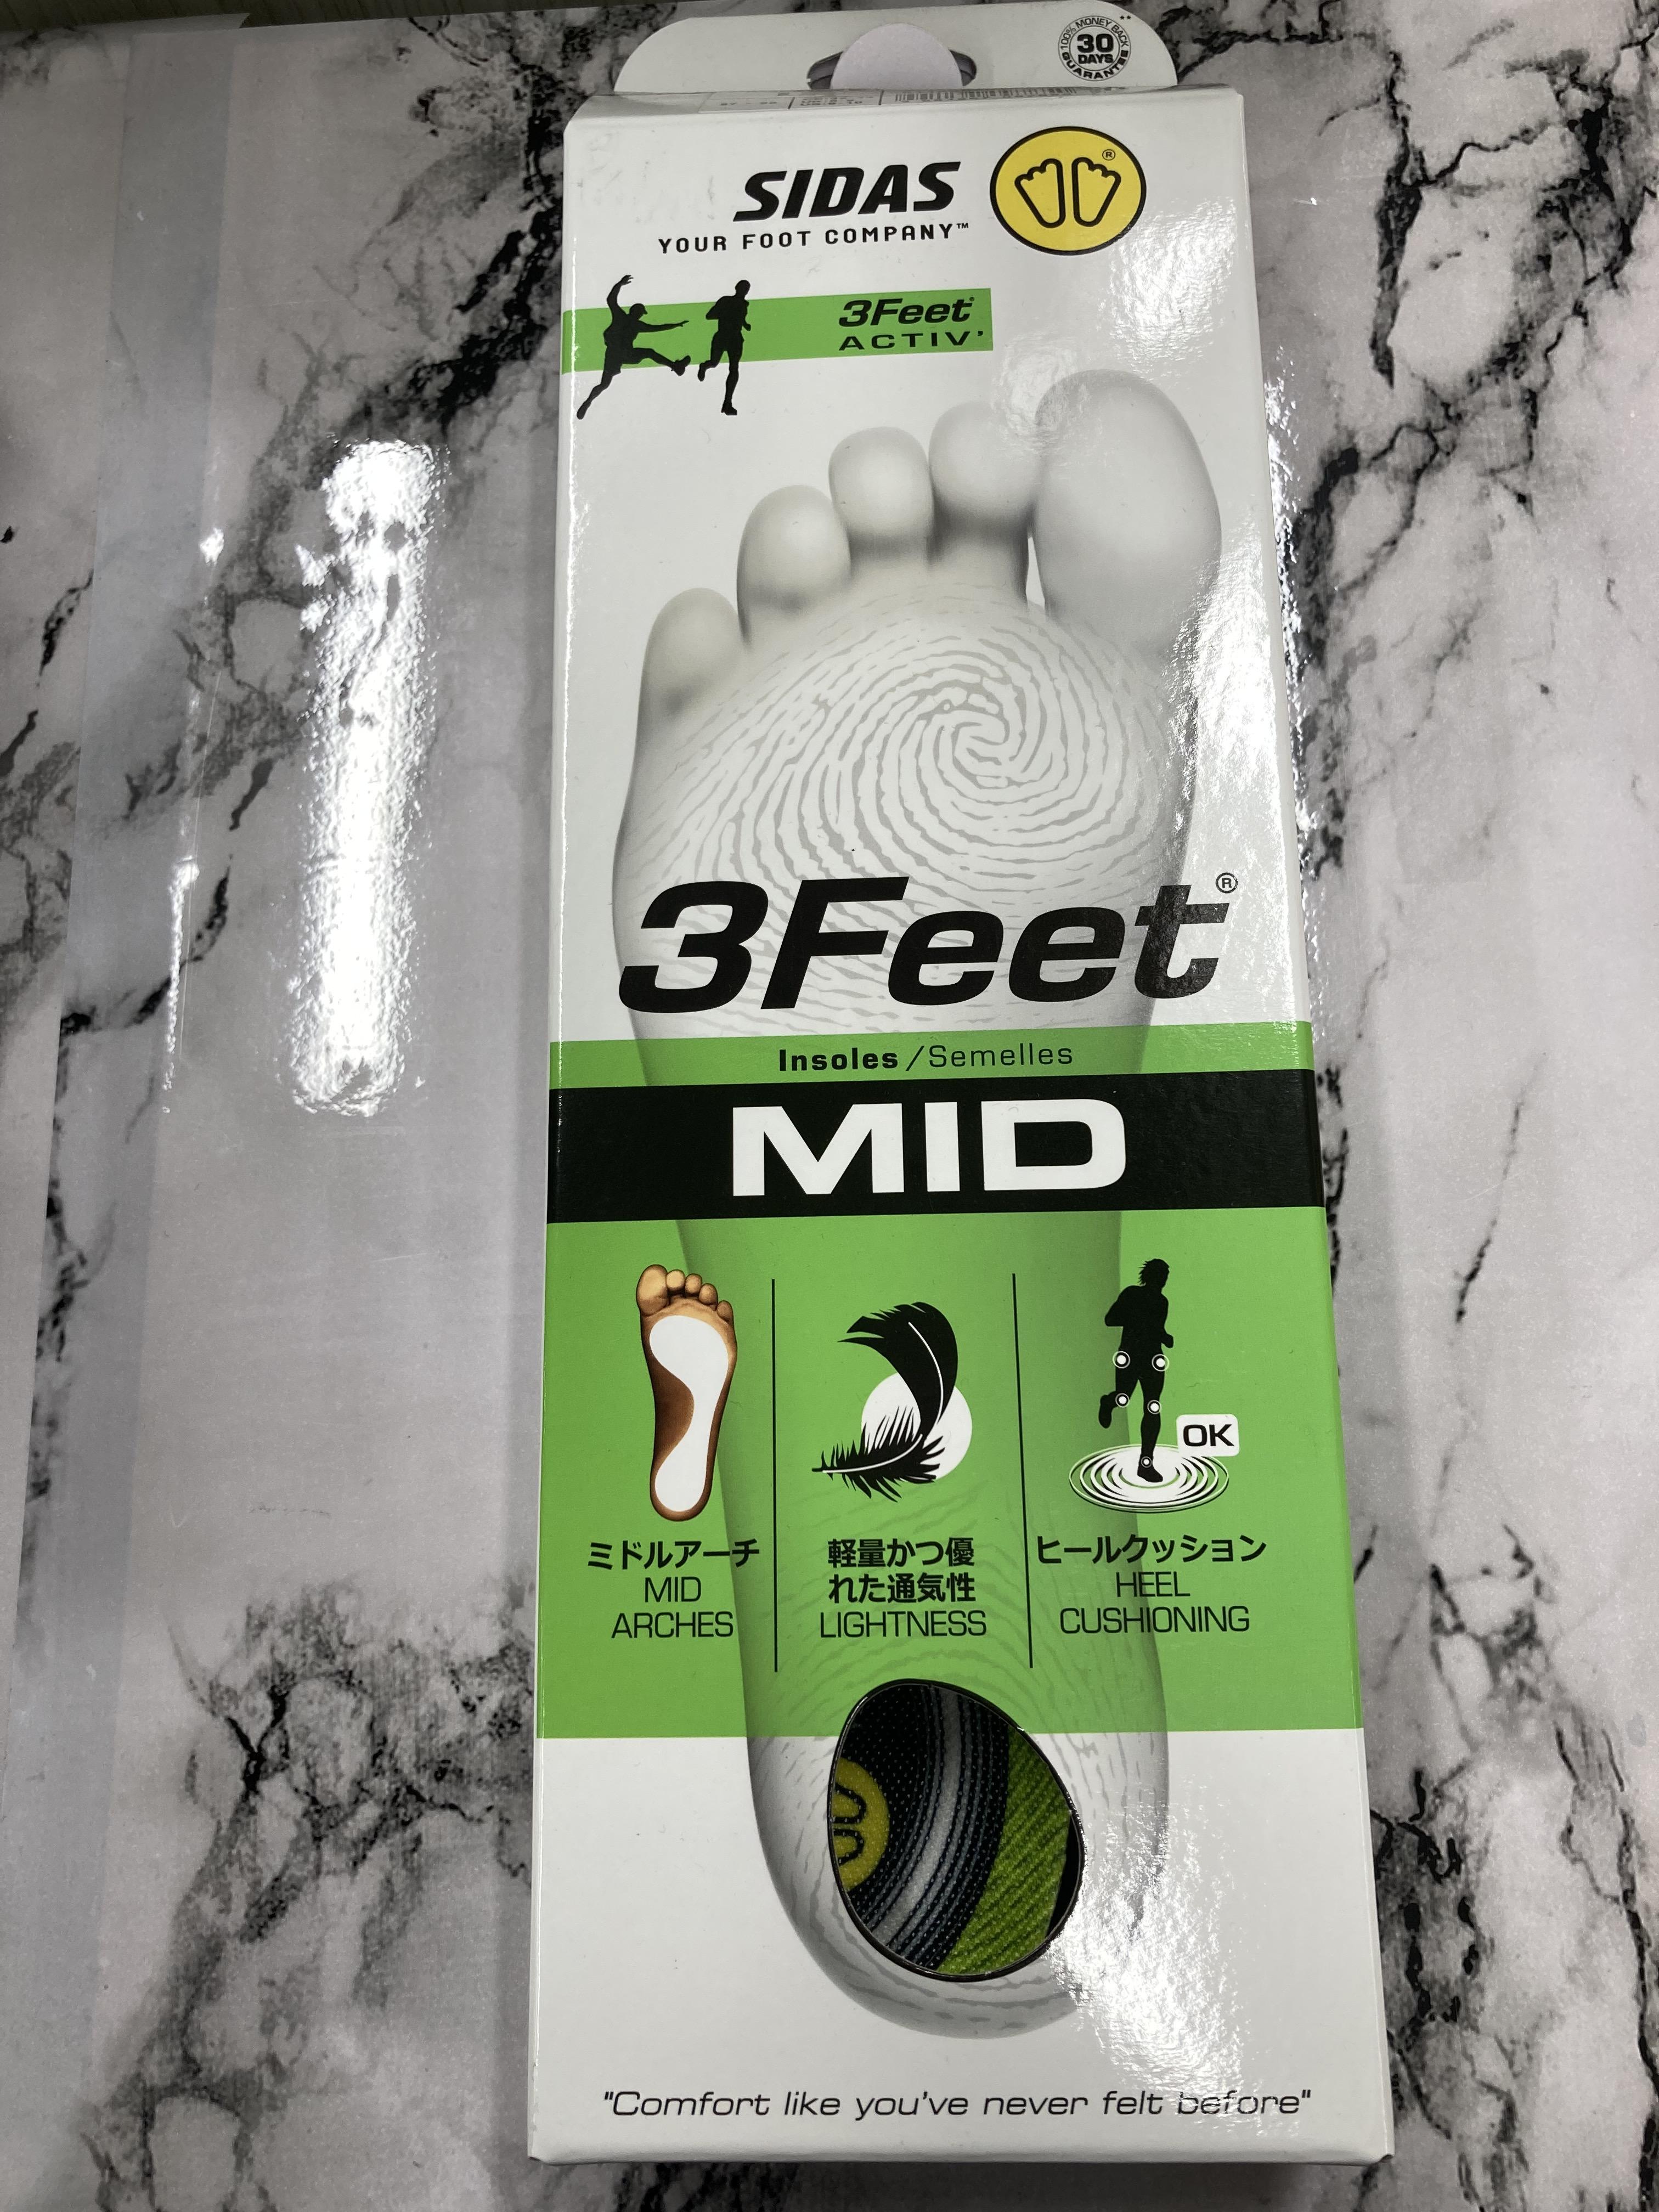 100% MONEY BACK
30
DAYS
GUARANTEE
SIDAS
®
YOUR FOOT COMPANY™
3Feet®
ACTIV'
3Feet®
Insoles/Semelles
MID
OK
ミドルアーチ
MID
ARCHES
軽量かつ優
れた通気性
LIGHTNESS
ヒールクッション
HEEL
CUSHIONING
"Comfort like you've never felt before"